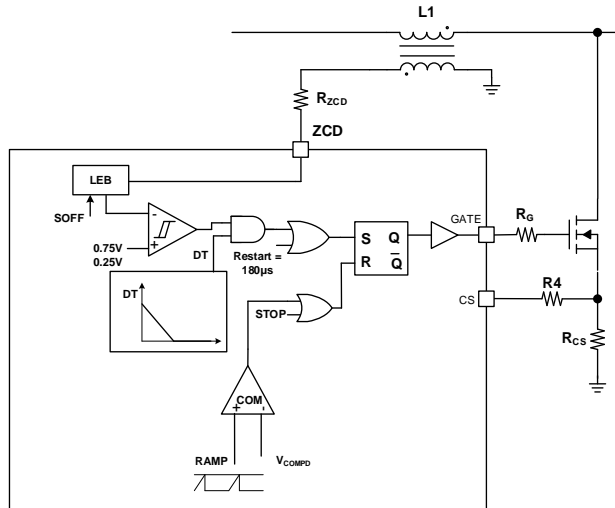 L1
RZCD
ZCD
LEB
SOFF
-
+
0.75V
0.25V
DT
Restart =
180µs
S Q
R Q̅
GATE
RG
DT
STOP
CS
R4
RCS
COM
+ -
RAMP
VCOMPD